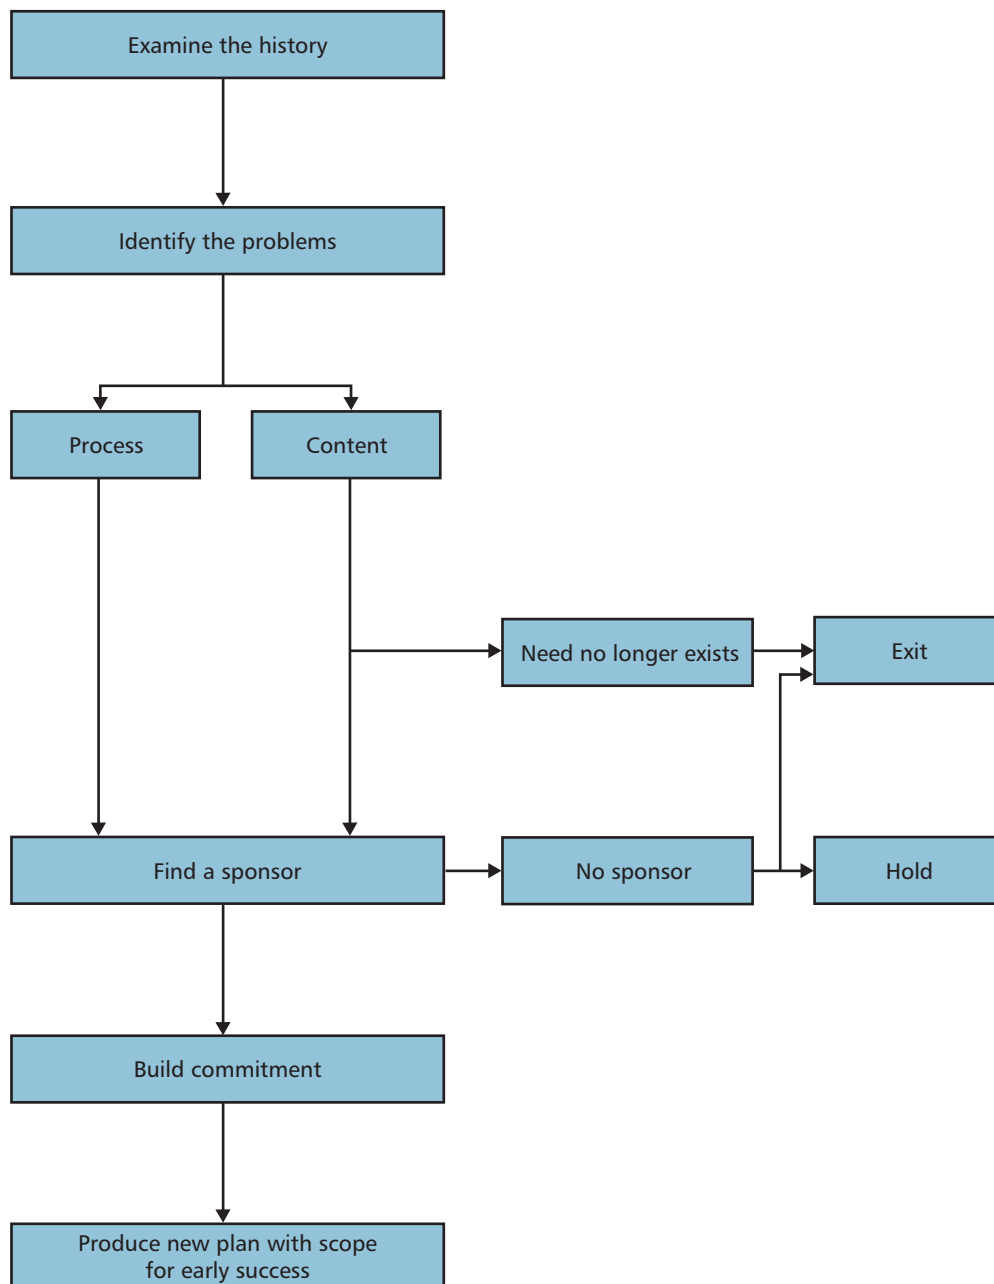 Examine the history
Identify the problems
Process
Content
Need no longer exists
Exit
Find a sponsor
No sponsor
Hold
Build commitment
Produce new plan with scope
for early success